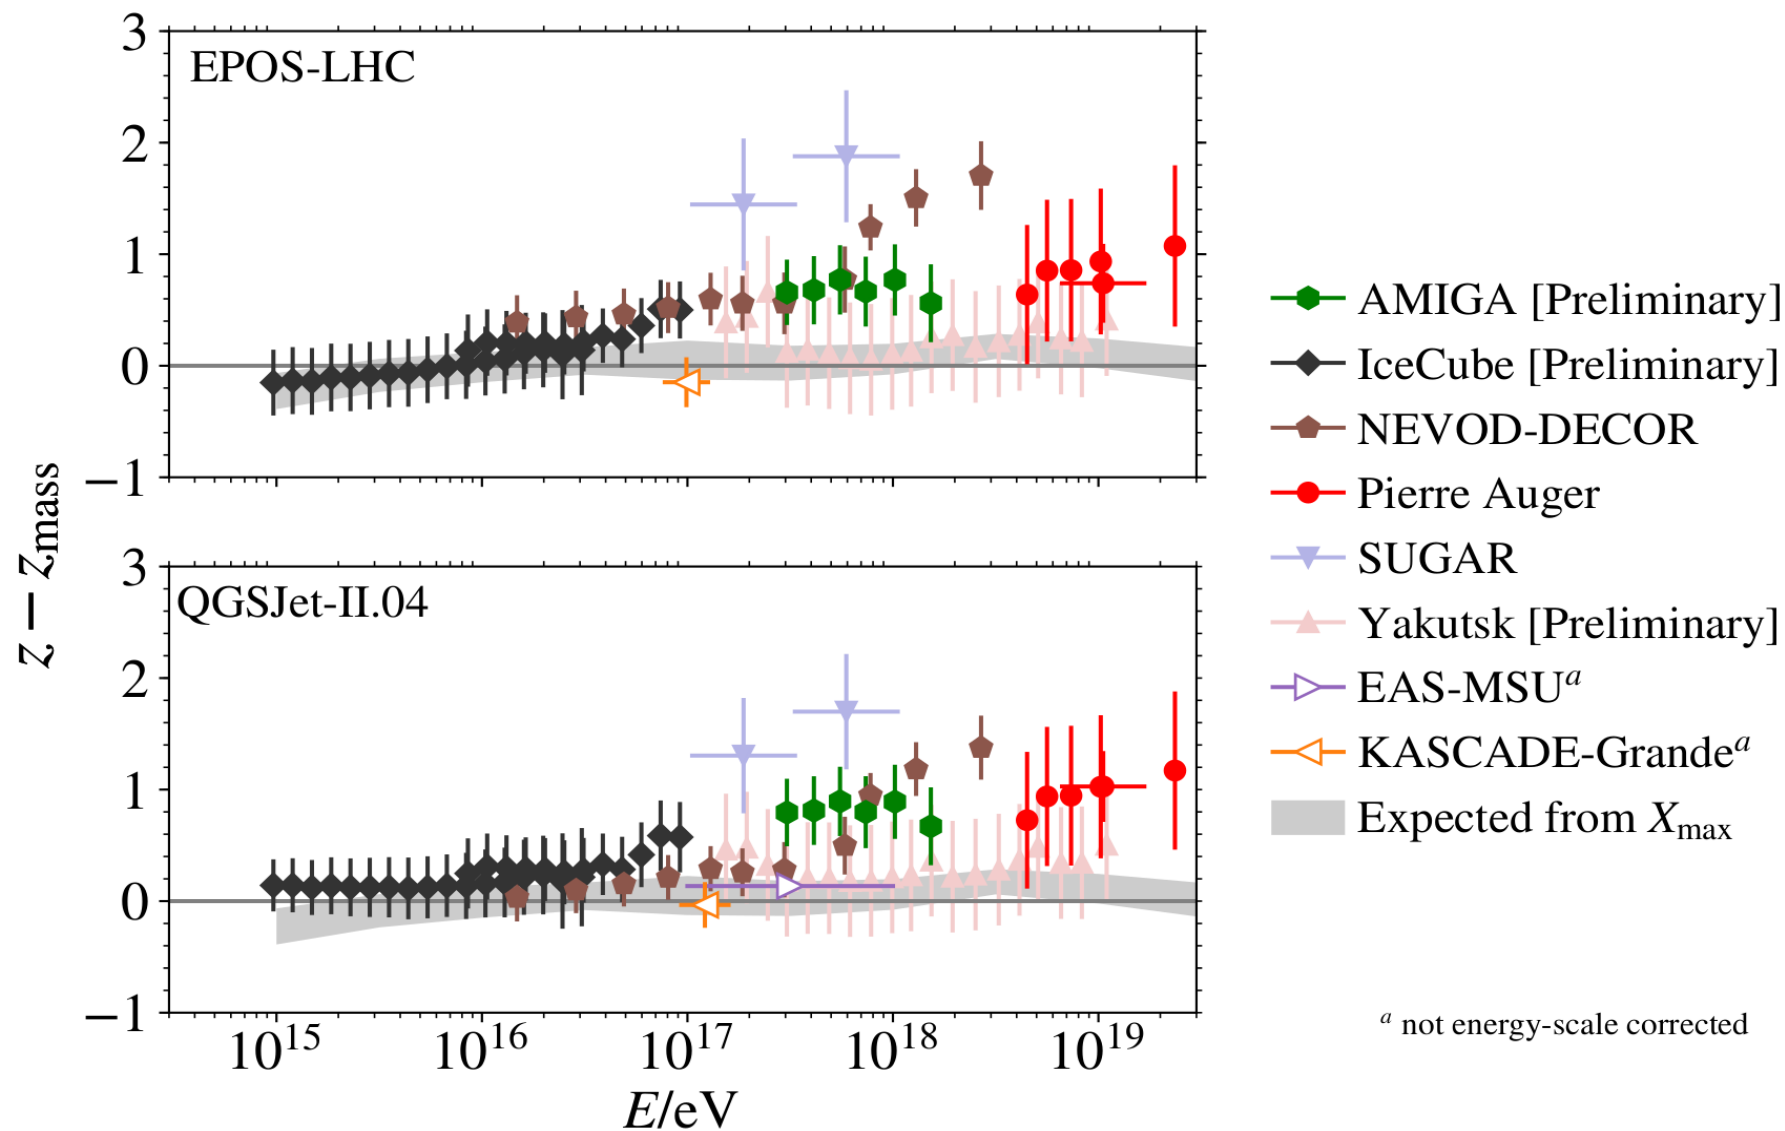 EPOS-LHC
3
2
1
0
−1
z − z_mass
QGSJet-II.04
3
2
1
0
−1
10^15 10^16 10^17 10^18 10^19
E/eV
AMIGA [Preliminary]
IceCube [Preliminary]
NEVOD-DECOR
Pierre Auger
SUGAR
Yakutsk [Preliminary]
EAS-MSU^a
KASCADE-Grande^a
Expected from X_max
^a not energy-scale corrected